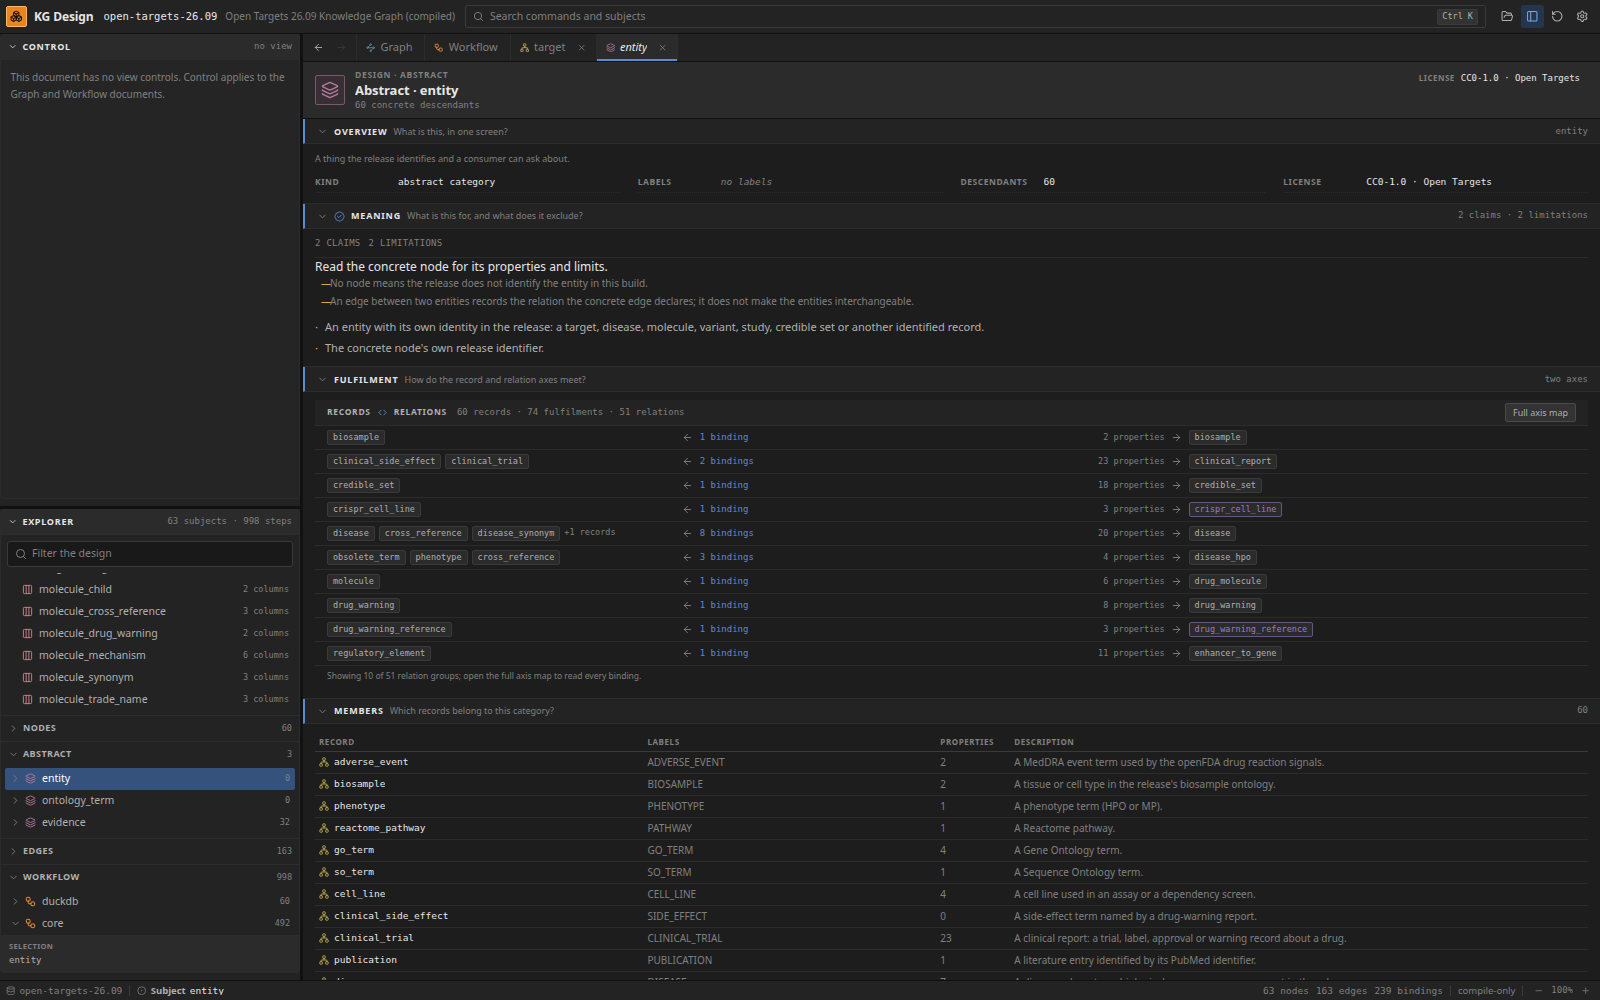 KG Design open-targets-26.09 Open Targets 26.09 Knowledge Graph (compiled) Search commands and subjects Ctrl K
CONTROL no view
This document has no view controls. Control applies to the
Graph and Workflow documents.
EXPLORER 63 subjects · 998 steps
Filter the design
molecule_child 2 columns
molecule_cross_reference 3 columns
molecule_drug_warning 2 columns
molecule_mechanism 6 columns
molecule_synonym 3 columns
molecule_trade_name 3 columns
NODES 60
ABSTRACT 3
entity 0
ontology_term 0
evidence 32
EDGES 163
WORKFLOW 998
duckdb 60
core 492
SELECTION
entity
Graph Workflow target entity
DESIGN · ABSTRACT
Abstract · entity
60 concrete descendants
LICENSE CC0-1.0 · Open Targets
OVERVIEW What is this, in one screen? entity
A thing the release identifies and a consumer can ask about.
KIND abstract category LABELS no labels DESCENDANTS 60 LICENSE CC0-1.0 · Open Targets
MEANING What is this for, and what does it exclude? 2 claims · 2 limitations
2 CLAIMS 2 LIMITATIONS
Read the concrete node for its properties and limits.
—No node means the release does not identify the entity in this build.
—An edge between two entities records the relation the concrete edge declares; it does not make the entities interchangeable.
· An entity with its own identity in the release: a target, disease, molecule, variant, study, credible set or another identified record.
· The concrete node's own release identifier.
FULFILMENT How do the record and relation axes meet? two axes
RECORDS <> RELATIONS 60 records · 74 fulfilments · 51 relations Full axis map
biosample ← 1 binding 2 properties → biosample
clinical_side_effect clinical_trial ← 2 bindings 23 properties → clinical_report
credible_set ← 1 binding 18 properties → credible_set
crispr_cell_line ← 1 binding 3 properties → crispr_cell_line
disease cross_reference disease_synonym +1 records ← 8 bindings 20 properties → disease
obsolete_term phenotype cross_reference ← 3 bindings 4 properties → disease_hpo
molecule ← 1 binding 6 properties → drug_molecule
drug_warning ← 1 binding 8 properties → drug_warning
drug_warning_reference ← 1 binding 3 properties → drug_warning_reference
regulatory_element ← 1 binding 11 properties → enhancer_to_gene
Showing 10 of 51 relation groups; open the full axis map to read every binding.
MEMBERS Which records belong to this category? 60
RECORD LABELS PROPERTIES DESCRIPTION
adverse_event ADVERSE_EVENT 2 A MedDRA event term used by the openFDA drug reaction signals.
biosample BIOSAMPLE 2 A tissue or cell type in the release's biosample ontology.
phenotype PHENOTYPE 1 A phenotype term (HPO or MP).
reactome_pathway PATHWAY 1 A Reactome pathway.
go_term GO_TERM 4 A Gene Ontology term.
so_term SO_TERM 1 A Sequence Ontology term.
cell_line CELL_LINE 4 A cell line used in an assay or a dependency screen.
clinical_side_effect SIDE_EFFECT 0 A side-effect term named by a drug-warning report.
clinical_trial CLINICAL_TRIAL 23 A clinical report: a trial, label, approval or warning record about a drug.
publication PUBLICATION 1 A literature entry identified by its PubMed identifier.
open-targets-26.09 Subject entity 63 nodes 163 edges 239 bindings compile-only − 100% +